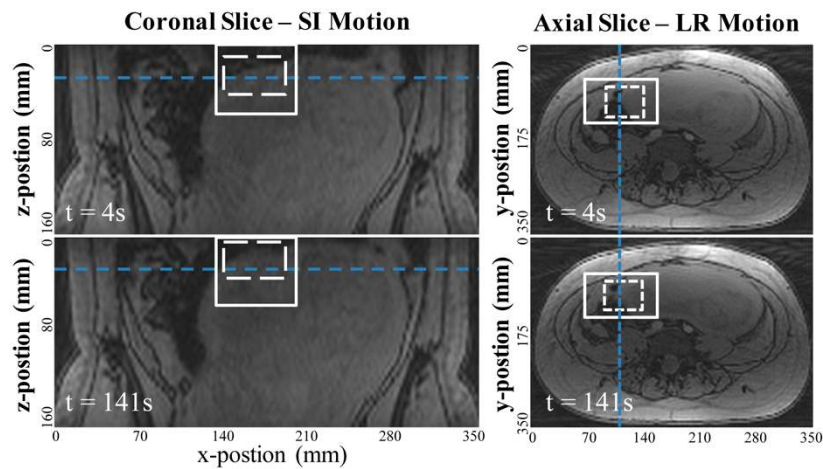 Coronal Slice – SI Motion
Axial Slice – LR Motion
z-postion (mm)
0
80
160
t = 4s
y-postion (mm)
0
175
350
t = 4s
z-postion (mm)
0
80
160
t = 141s
0 70 140 210 280 350
x-postion (mm)
y-postion (mm)
0
175
350
t = 141s
0 70 140 210 280 350